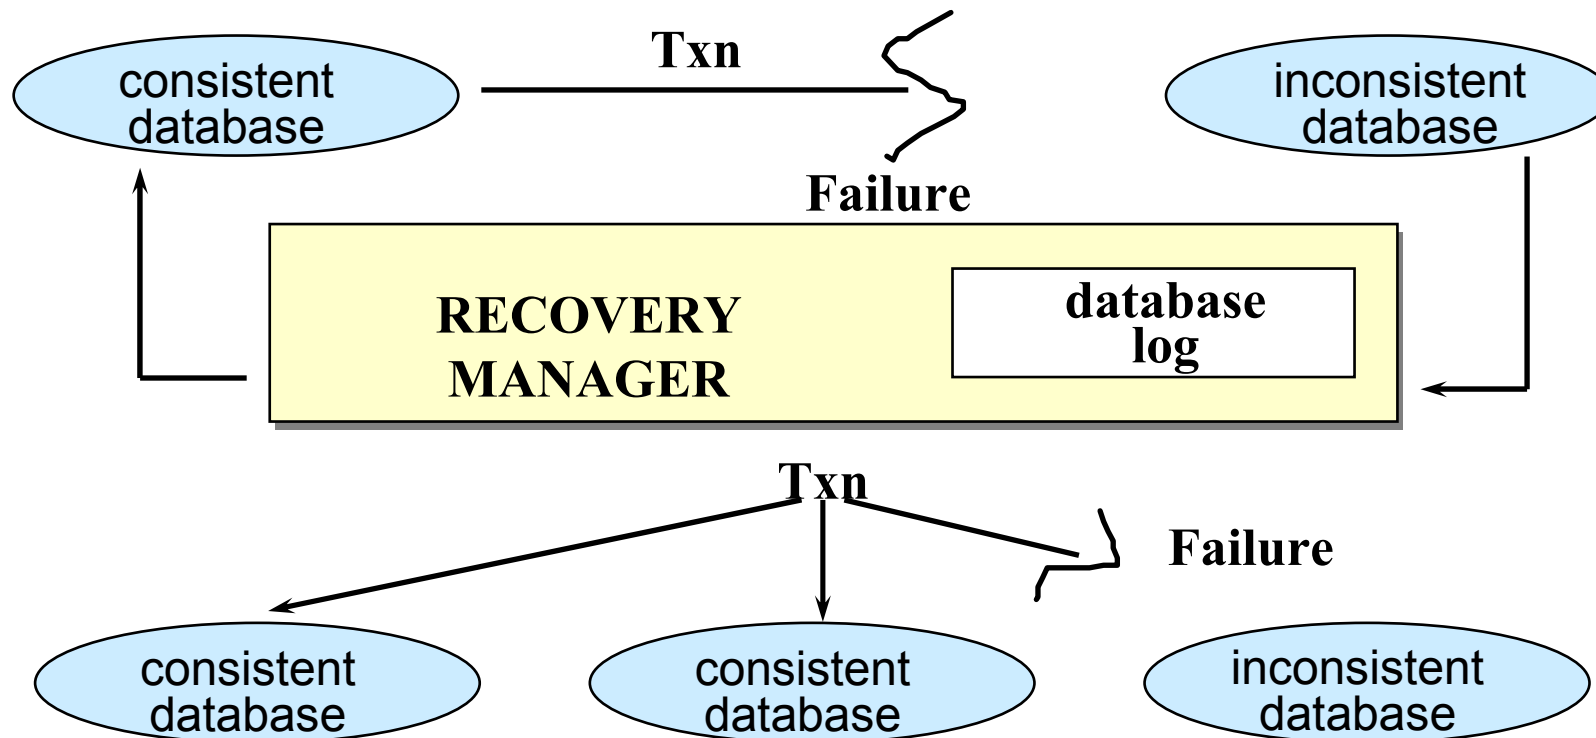 Txn
consistent
database
inconsistent
database
Failure
RECOVERY
MANAGER
database
log
Txn
Failure
consistent
database
consistent
database
inconsistent
database